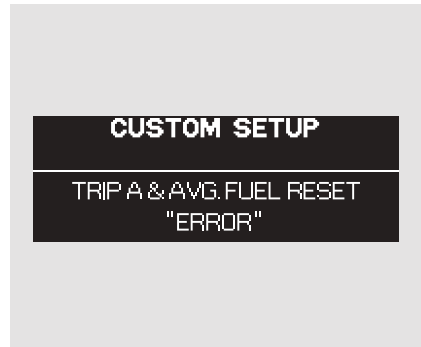 CUSTOM SETUP
TRIP A & AVG. FUEL RESET
"ERROR"